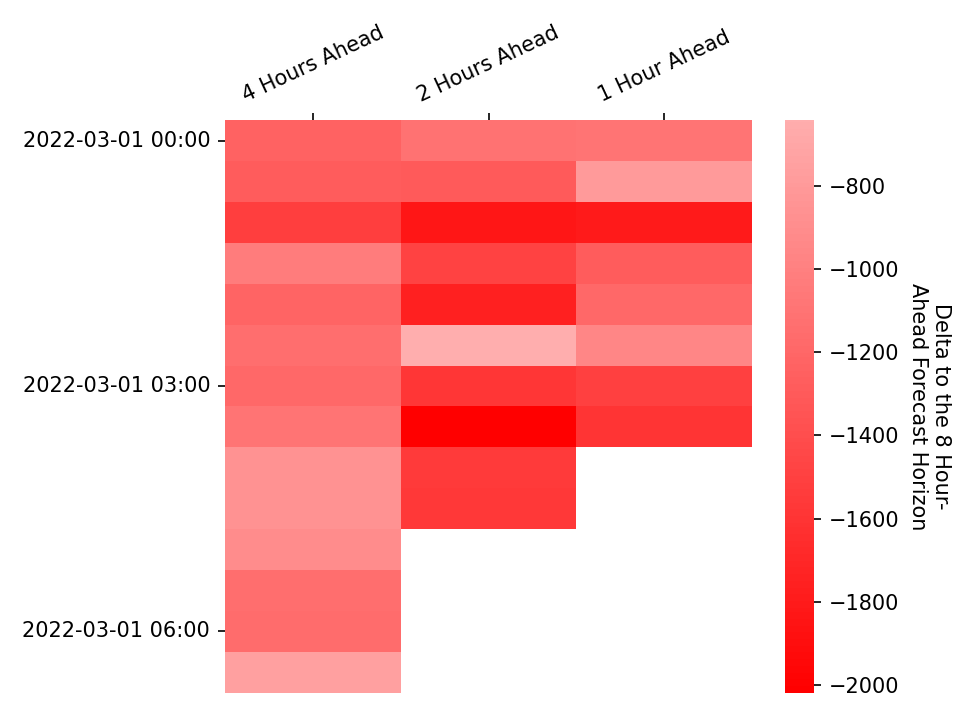 4 Hours Ahead
2 Hours Ahead
1 Hour Ahead
2022-03-01 00:00
2022-03-01 03:00
2022-03-01 06:00
−800
−1000
−1200
−1400
−1600
−1800
−2000
Delta to the 8 Hour-
Ahead Forecast Horizon